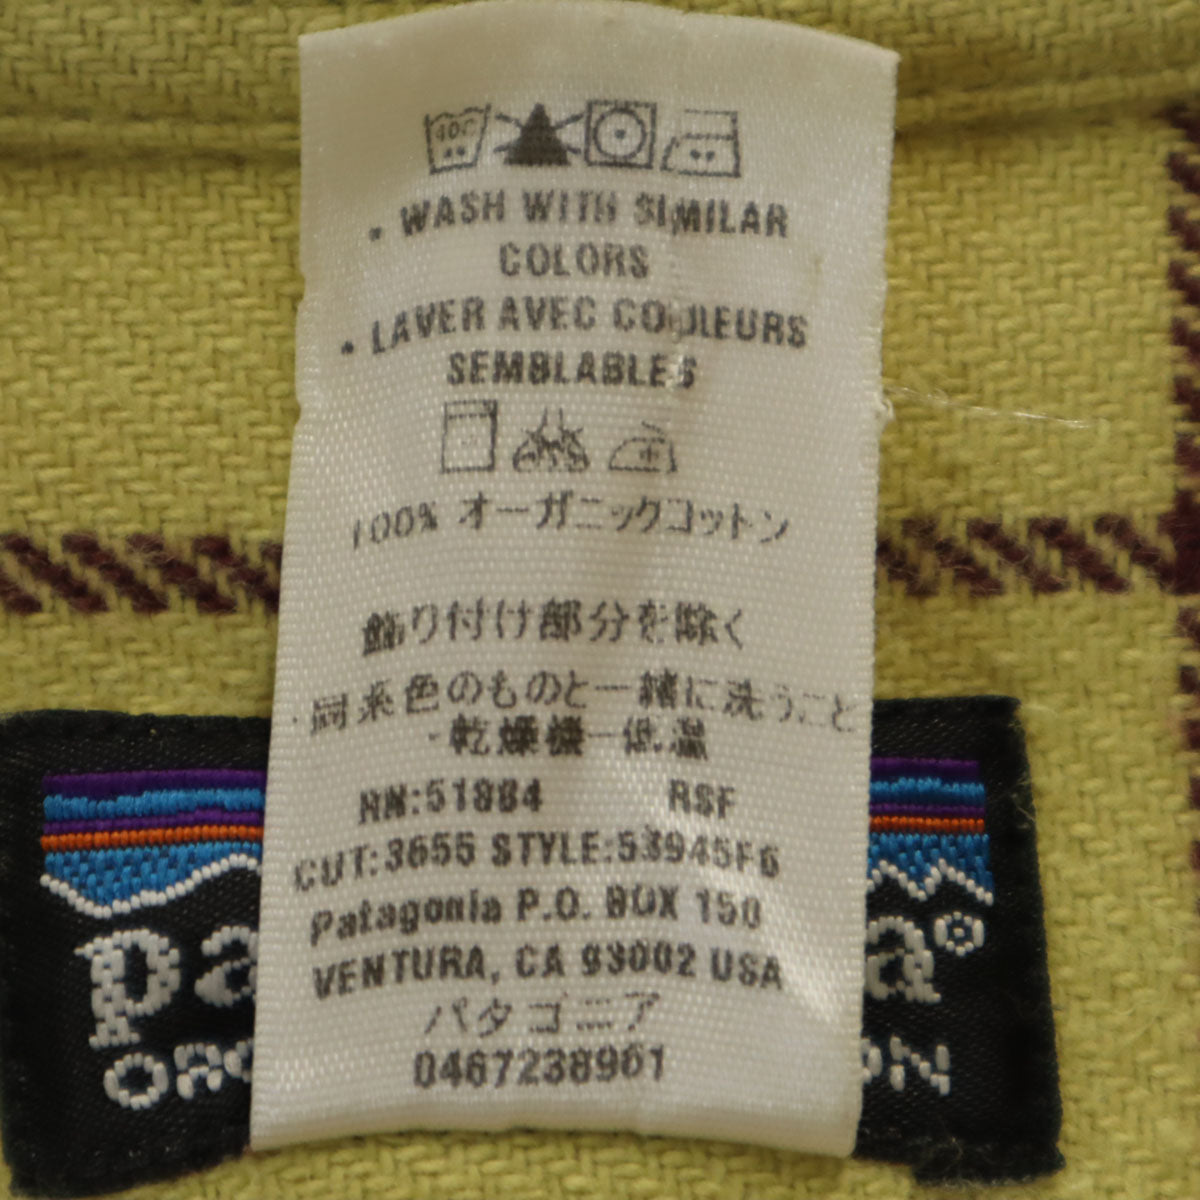 40C
• WASH WITH SIMILAR
COLORS
• LAVER AVEC COULEURS
SEMBLABLES
100% オーガニックコットン
飾り付け部分を除く
・同系色のものと一緒に洗うこと
・乾燥機－低温
RN:51884 RSF
CUT:3655 STYLE:53945F6
Patagonia P.O. BOX 150
VENTURA, CA 93002 USA
パタゴニア
0467238961
pa a®